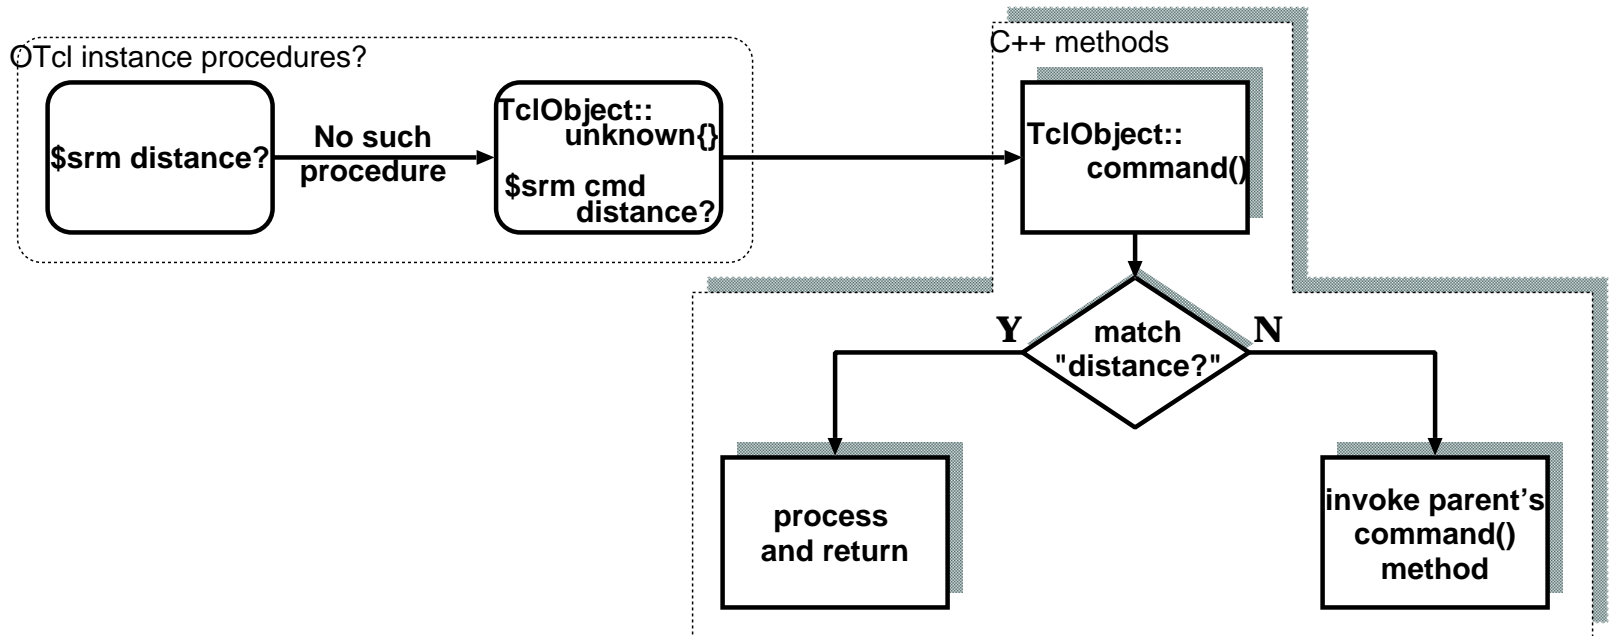 OTcl instance procedures?
C++ methods
$srm distance?
No such
procedure
TclObject::
unknown{}
$srm cmd
distance?
TclObject::
command()
Y
match
"distance?"
N
process
and return
invoke parent’s
command()
method